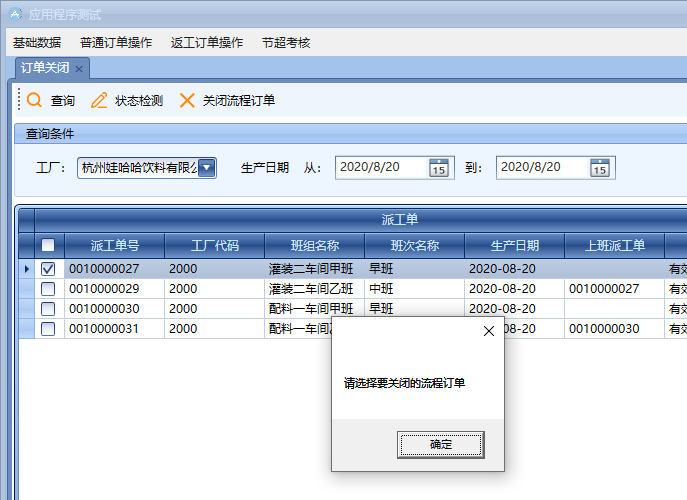 应用程序测试
基础数据 普通订单操作 返工订单操作 节超考核
订单关闭
查询 状态检测 关闭流程订单
查询条件
工厂: 杭州娃哈哈饮料有限公 生产日期 从: 2020/8/20 15 到: 2020/8/20 15
派工单
派工单号 工厂代码 班组名称 班次名称 生产日期 上班派工单
0010000027 2000 灌装二车间甲班 早班 2020-08-20 有效
0010000029 2000 灌装二车间乙班 中班 2020-08-20 0010000027 有效
0010000030 2000 配料一车间甲班 早班 2020-08-20 有效
0010000031 2000 配料一车间 08-20 0010000030 有效
请选择要关闭的流程订单
确定